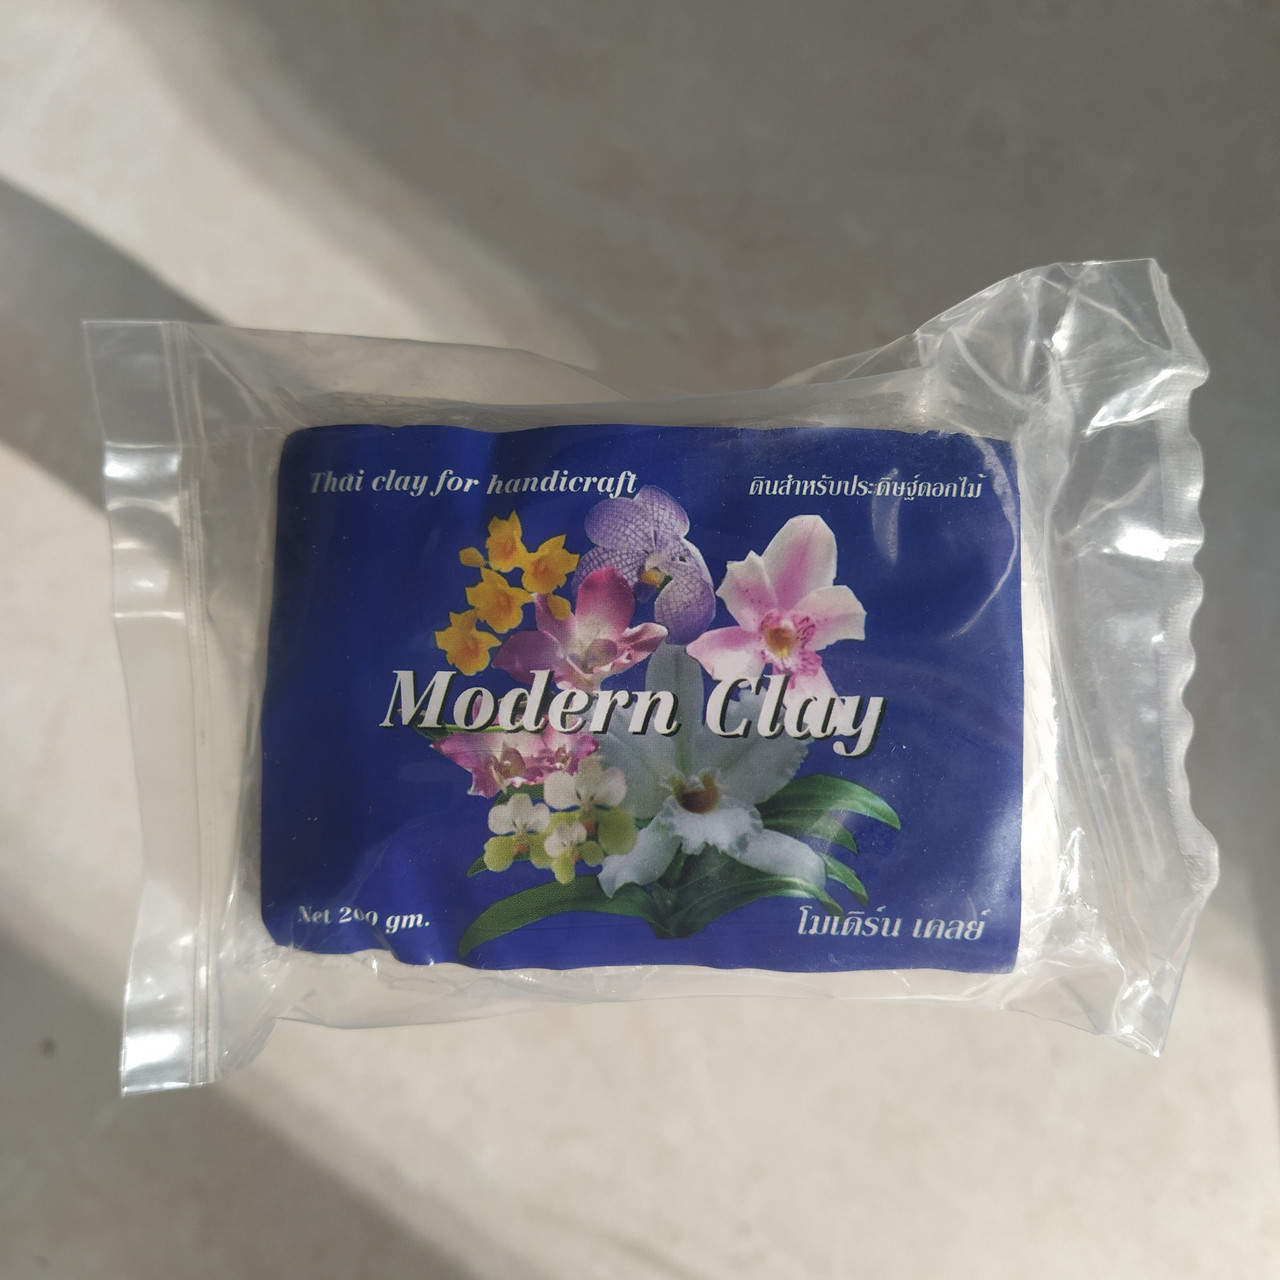 Thai clay for handicraft
ดินสำหรับประดิษฐ์ดอกไม้
Modern Clay
Net 200 gm.
โมเดิร์น เคลย์